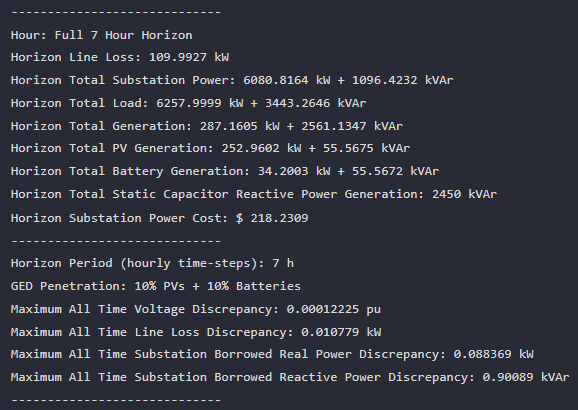 -----------------------------
Hour: Full 7 Hour Horizon
Horizon Line Loss: 109.9927 kW
Horizon Total Substation Power: 6080.8164 kW + 1096.4232 kVAr
Horizon Total Load: 6257.9999 kW + 3443.2646 kVAr
Horizon Total Generation: 287.1605 kW + 2561.1347 kVAr
Horizon Total PV Generation: 252.9602 kW + 55.5675 kVAr
Horizon Total Battery Generation: 34.2003 kW + 55.5672 kVAr
Horizon Total Static Capacitor Reactive Power Generation: 2450 kVAr
Horizon Substation Power Cost: $ 218.2309
-----------------------------
Horizon Period (hourly time-steps): 7 h
GED Penetration: 10% PVs + 10% Batteries
Maximum All Time Voltage Discrepancy: 0.00012225 pu
Maximum All Time Line Loss Discrepancy: 0.010779 kW
Maximum All Time Substation Borrowed Real Power Discrepancy: 0.088369 kW
Maximum All Time Substation Borrowed Reactive Power Discrepancy: 0.90089 kVAr
-----------------------------